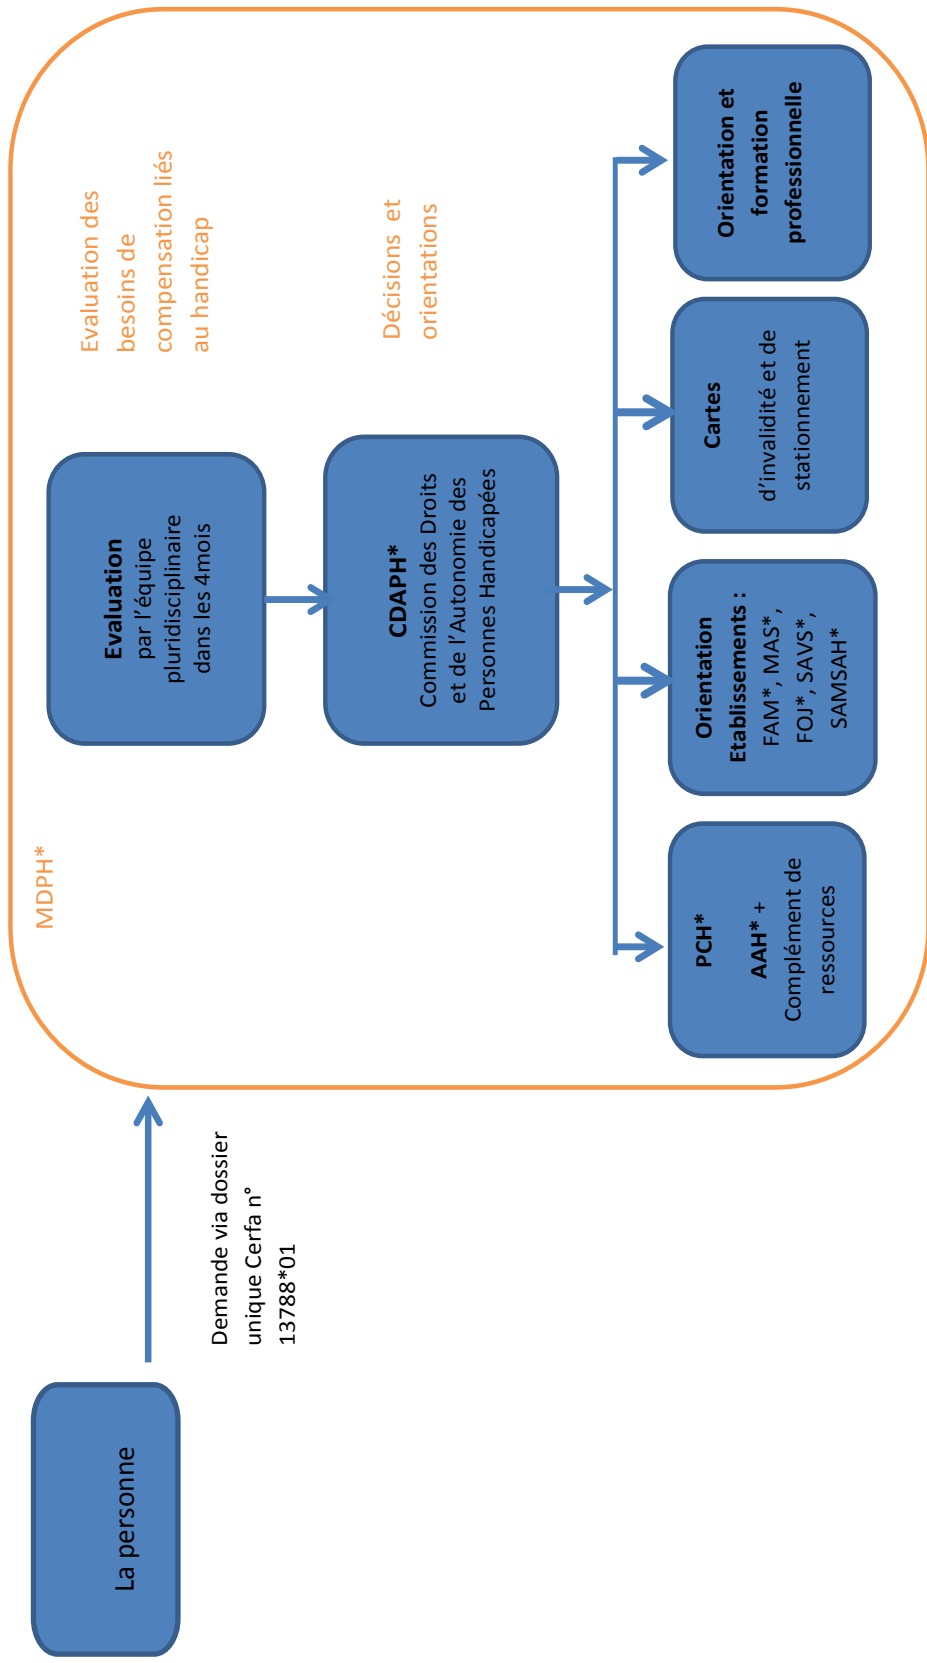 La personne
Demande via dossier
unique Cerfa n°
13788*01
MDPH*
Evaluation
par l’équipe
pluridisciplinaire
dans les 4mois
Evaluation des
besoins de
compensation liés
au handicap
CDAPH*
Commission des Droits
et de l’Autonomie des
Personnes Handicapées
Décisions et
orientations
PCH*
AAH* +
Complément de
ressources
Orientation
Etablissements :
FAM*, MAS*,
FOJ*, SAVS*,
SAMSAH*
Cartes
d’invalidité et de
stationnement
Orientation et
formation
professionnelle